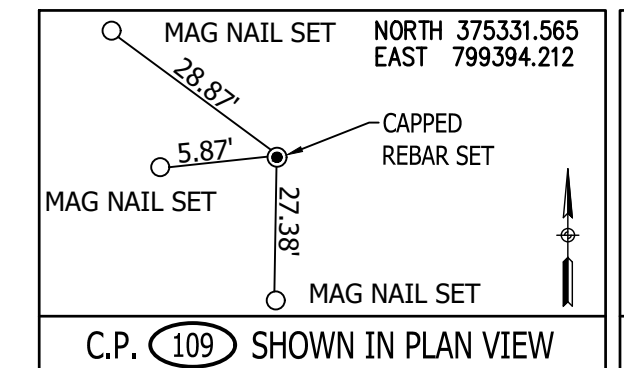 MAG NAIL SET
NORTH 375331.565
EAST 799394.212
28.87'
CAPPED
REBAR SET
5.87'
MAG NAIL SET
27.38'
MAG NAIL SET
C.P. 109 SHOWN IN PLAN VIEW